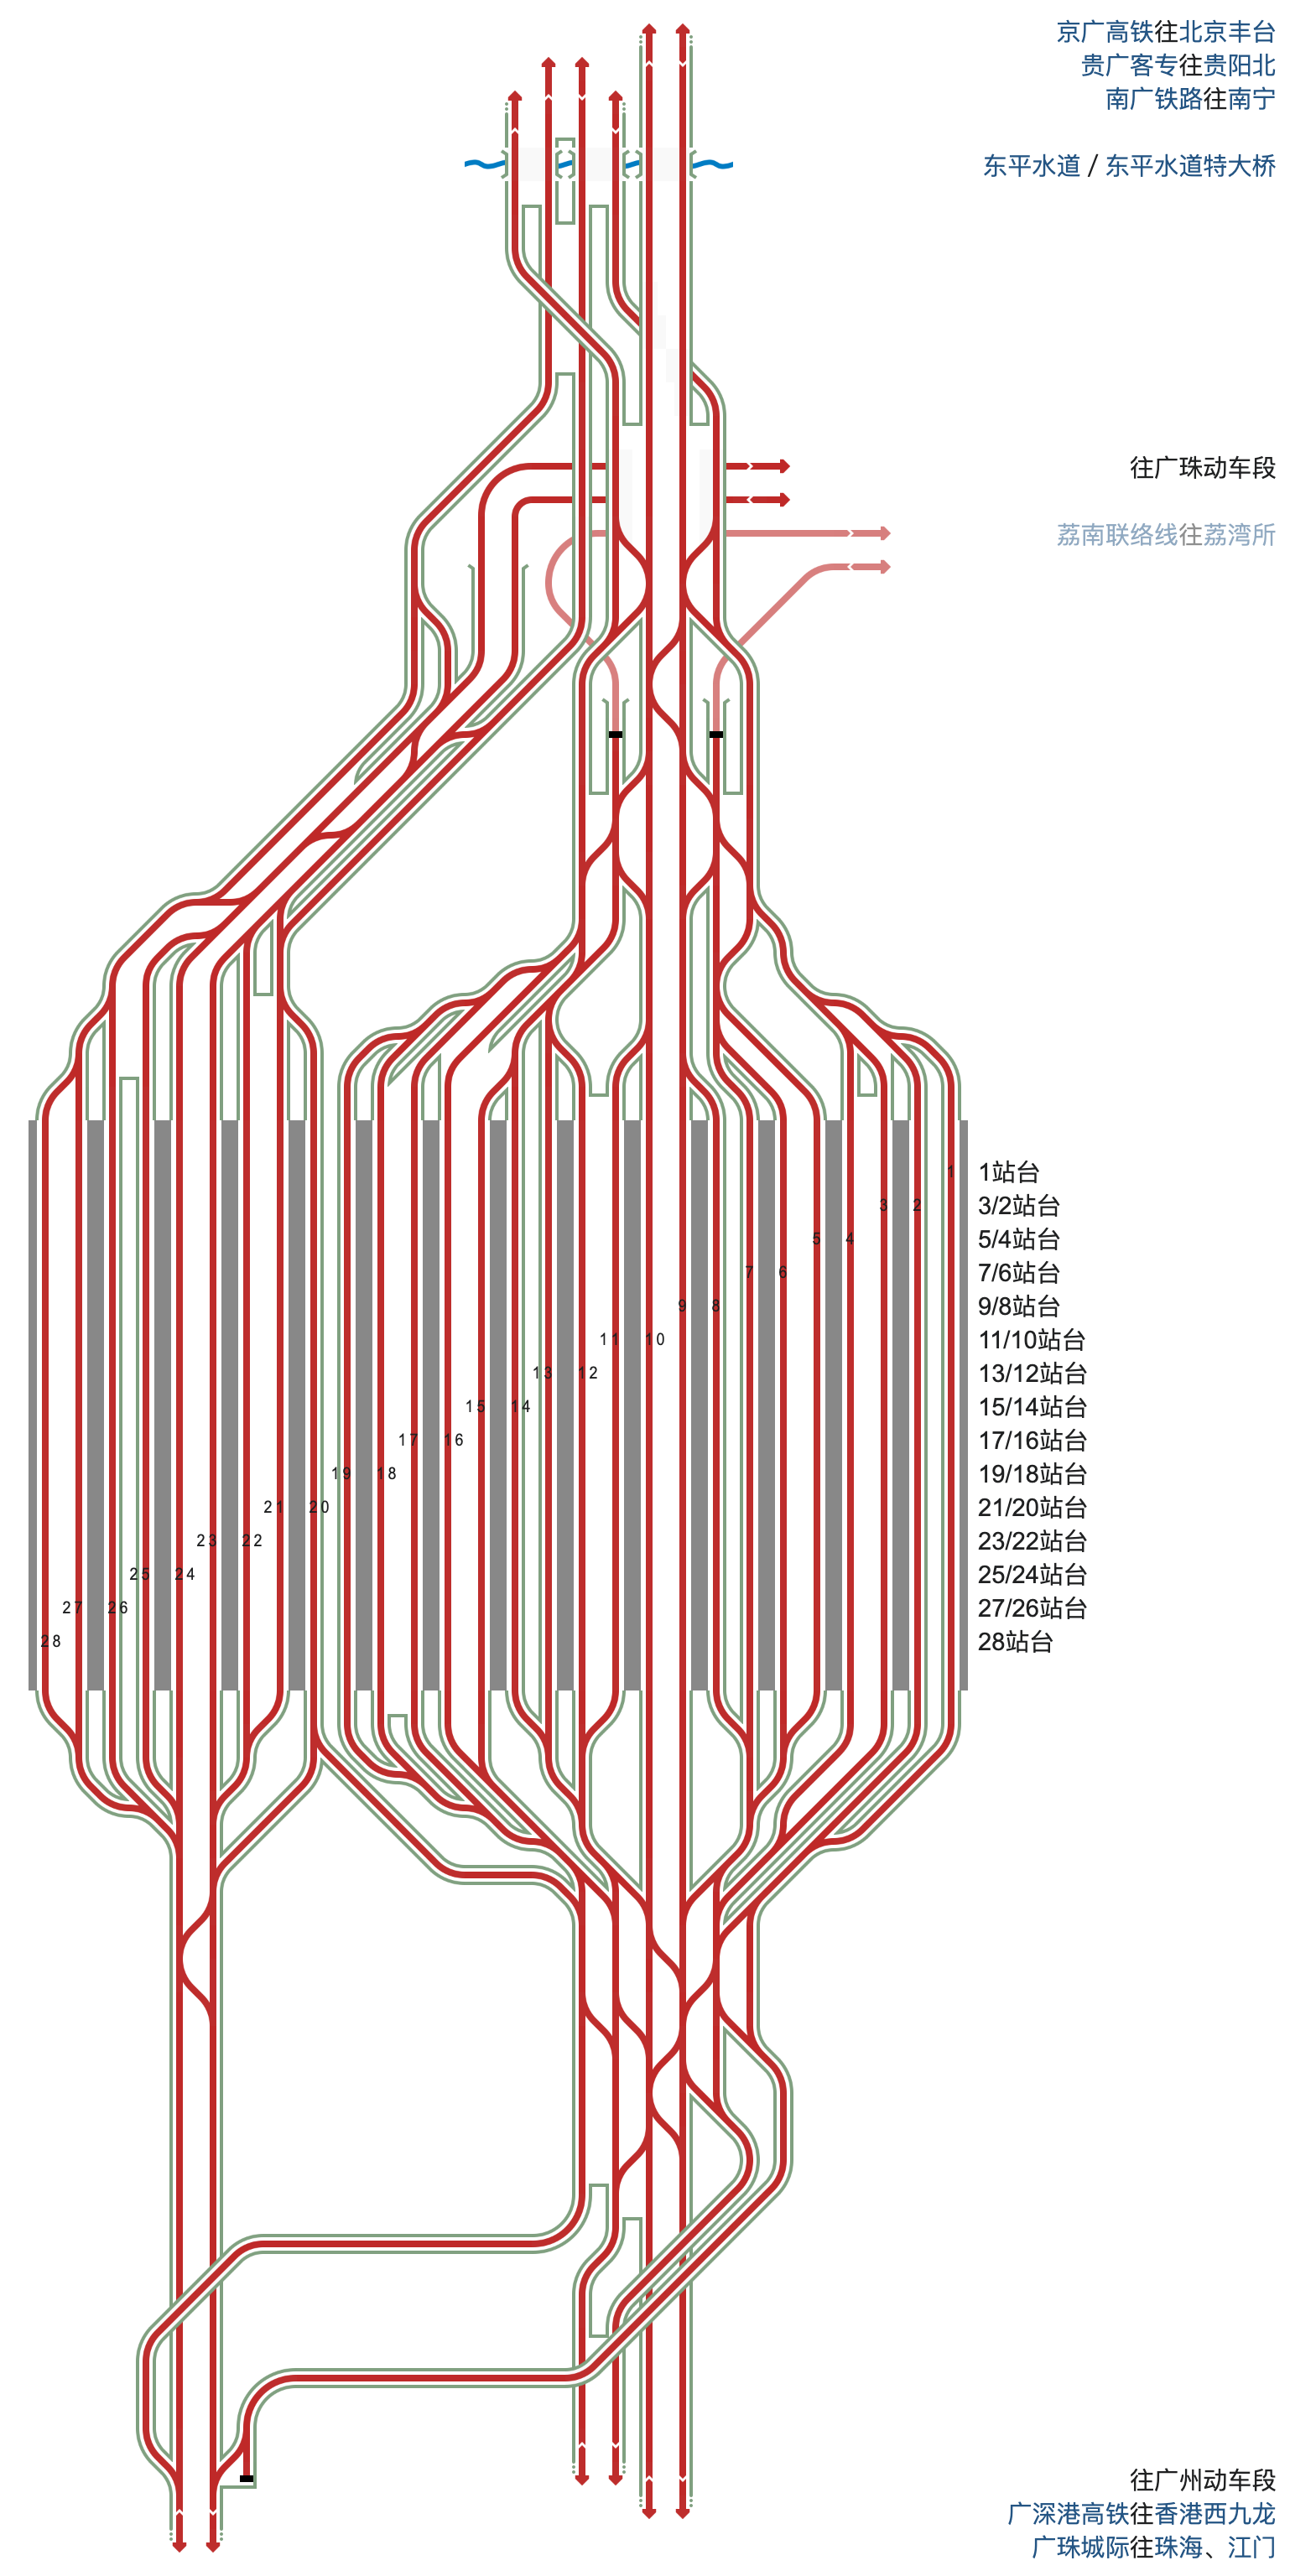 京广高铁往北京丰台
贵广客专往贵阳北
南广铁路往南宁
东平水道 / 东平水道特大桥
往广珠动车段
荔南联络线往荔湾所
1 1站台
3 2 3/2站台
5 4 5/4站台
7 6 7/6站台
9 8 9/8站台
11 10 11/10站台
13 12 13/12站台
15 14 15/14站台
17 16 17/16站台
19 18 19/18站台
21 20 21/20站台
23 22 23/22站台
25 24 25/24站台
27 26 27/26站台
28 28站台
往广州动车段
广深港高铁往香港西九龙
广珠城际往珠海、江门